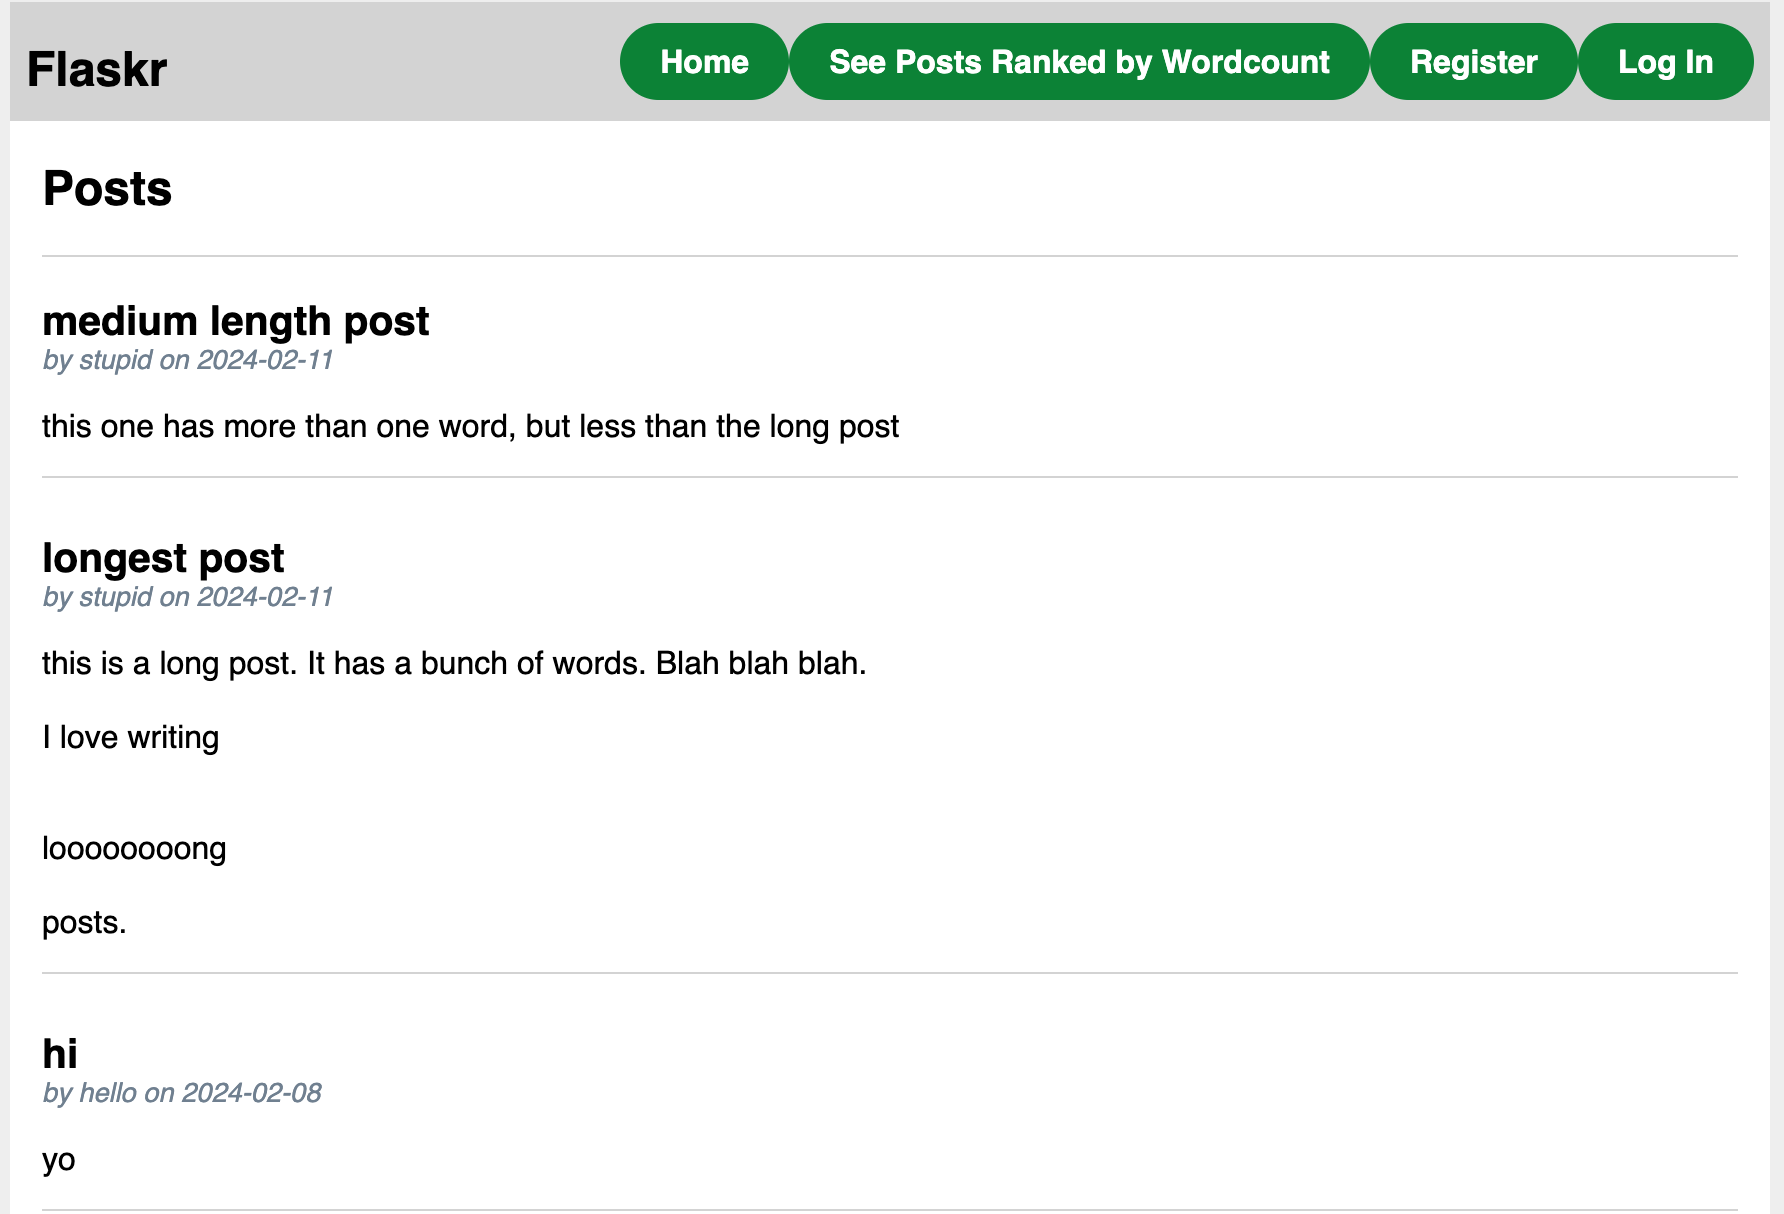 Flaskr
Home See Posts Ranked by Wordcount Register Log In
Posts
medium length post
by stupid on 2024-02-11
this one has more than one word, but less than the long post
longest post
by stupid on 2024-02-11
this is a long post. It has a bunch of words. Blah blah blah.
I love writing
loooooooong
posts.
hi
by hello on 2024-02-08
yo